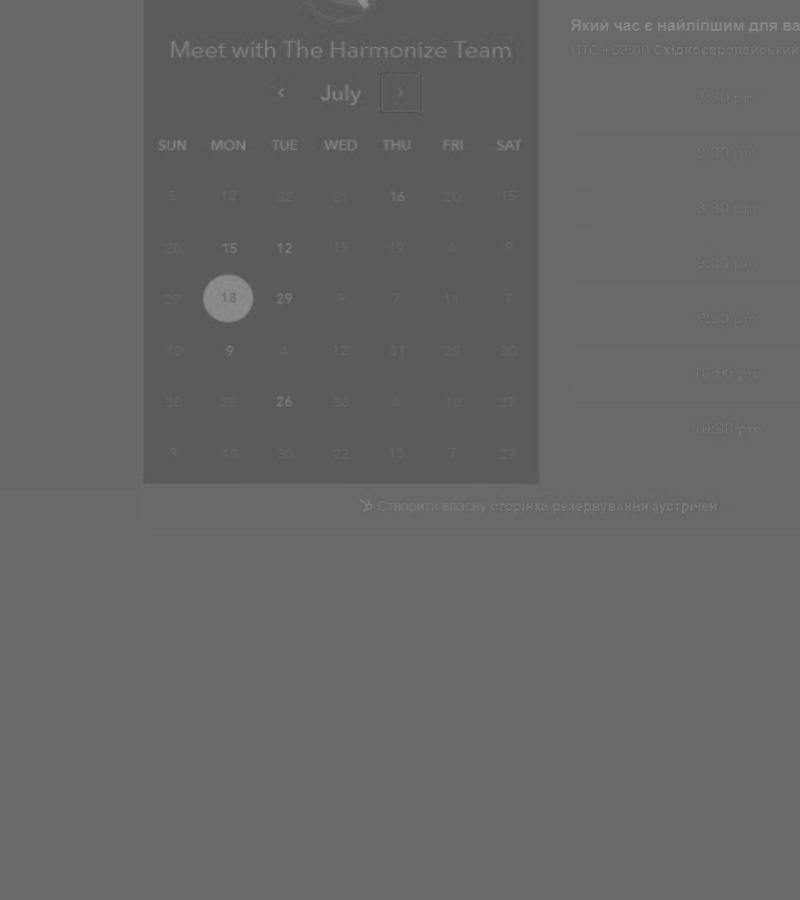 Meet with The Harmonize Team
July
SUN MON TUE WED THU FRI SAT
5 12 22 21 16 20 15
20 15 12 15 19 6 9
27 18 29 9 7 11 7
10 9 4 12 31 28 30
30 28 26 30 6 10 27
9 10 30 22 13 7 27
Який час є найліпшим для ва
UTC +03:00 Східноєвропейський
7:30 pm
8:00 pm
8:30 pm
9:00 pm
9:30 pm
10:00 pm
10:30 pm
Створити власну сторінка резервування зустрічей